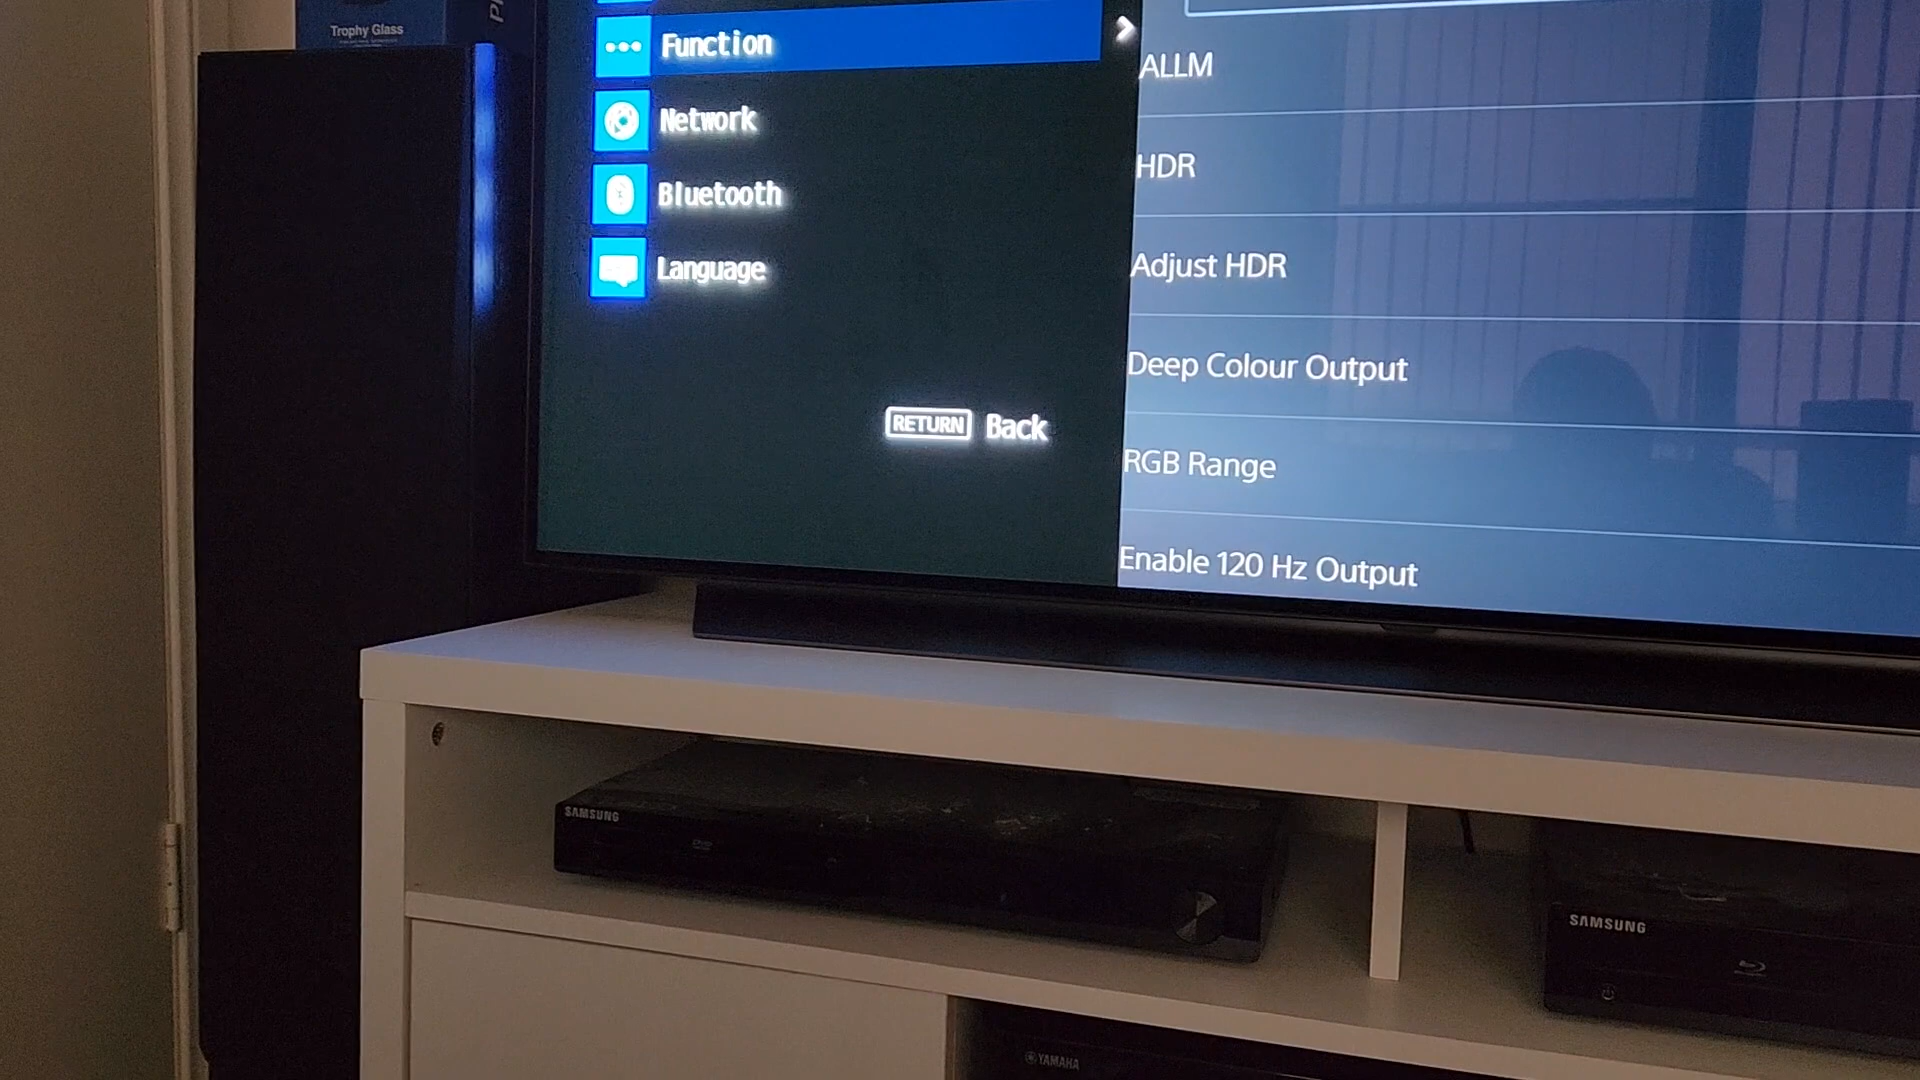 Trophy Glass
Function
Network
Bluetooth
Language
RETURN Back
ALLM
HDR
Adjust HDR
Deep Colour Output
RGB Range
Enable 120 Hz Output
SAMSUNG
DVD
SAMSUNG
YAMAHA